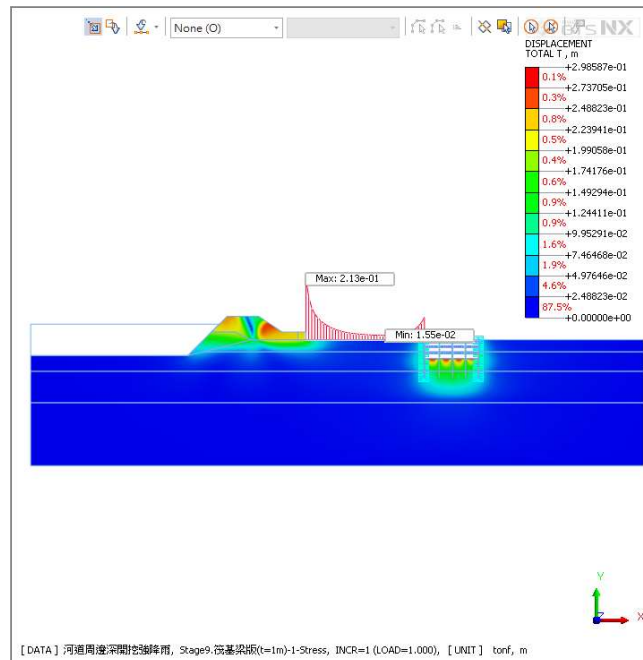 None (O)
NX
DISPLACEMENT
TOTAL T , m
+2.98587e-01
0.1%
+2.73705e-01
0.3%
+2.48823e-01
0.8%
+2.23941e-01
0.5%
+1.99058e-01
0.4%
+1.74176e-01
0.6%
+1.49294e-01
0.9%
+1.24411e-01
0.9%
+9.95291e-02
1.6%
+7.46468e-02
1.9%
+4.97646e-02
4.6%
+2.48823e-02
87.5%
+0.00000e+00
Max: 2.13e-01
Min: 1.55e-02
Y
Z
X
[ DATA ] 河道周邊深開挖強降雨, Stage9.筏基梁版(t=1m)-1-Stress, INCR=1 (LOAD=1.000), [ UNIT ] tonf, m